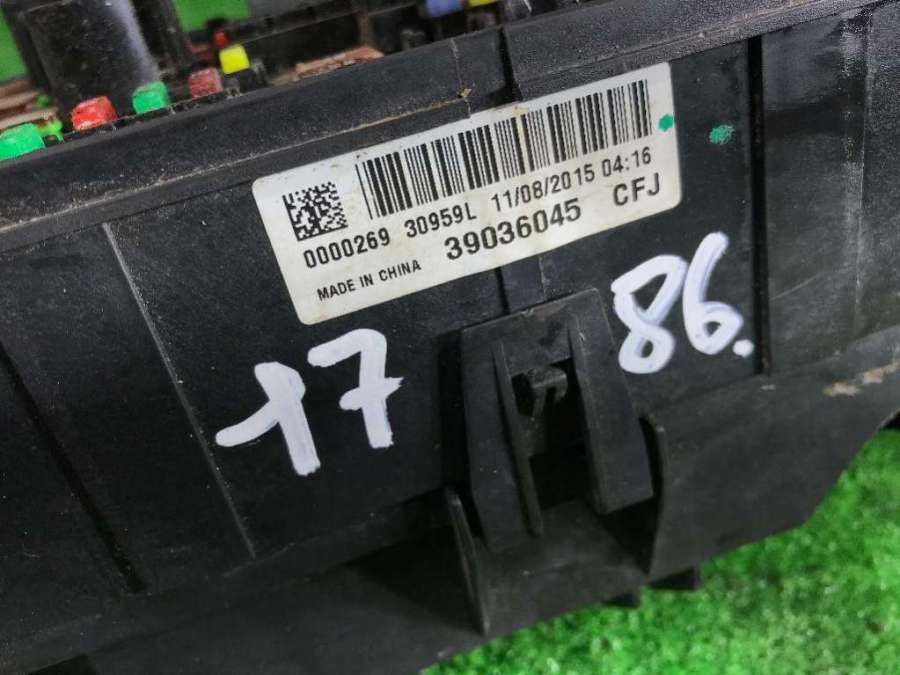 0000269 30959L 11/08/2015 04:16
MADE IN CHINA 39036045 CFJ
17 86.